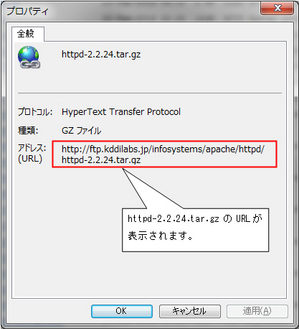 プロパティ
全般
httpd-2.2.24.tar.gz
プロトコル: HyperText Transfer Protocol
種類: GZ ファイル
アドレス: http://ftp.kddilabs.jp/infosystems/apache/httpd/
(URL) httpd-2.2.24.tar.gz
httpd-2.2.24.tar.gz の URL が
表示されます。
OK キャンセル 適用(A)